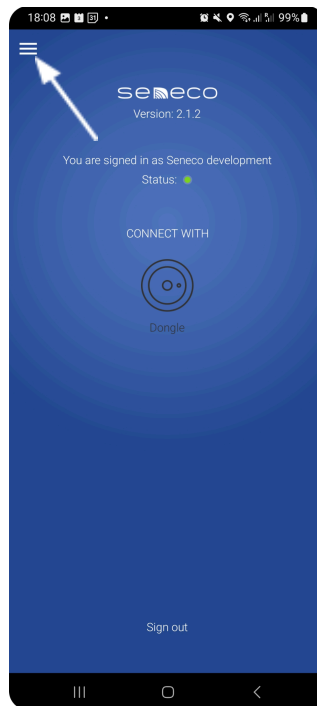 18:08 31 • 99%
seneco
Version: 2.1.2
You are signed in as Seneco development
Status:
CONNECT WITH
Dongle
Sign out